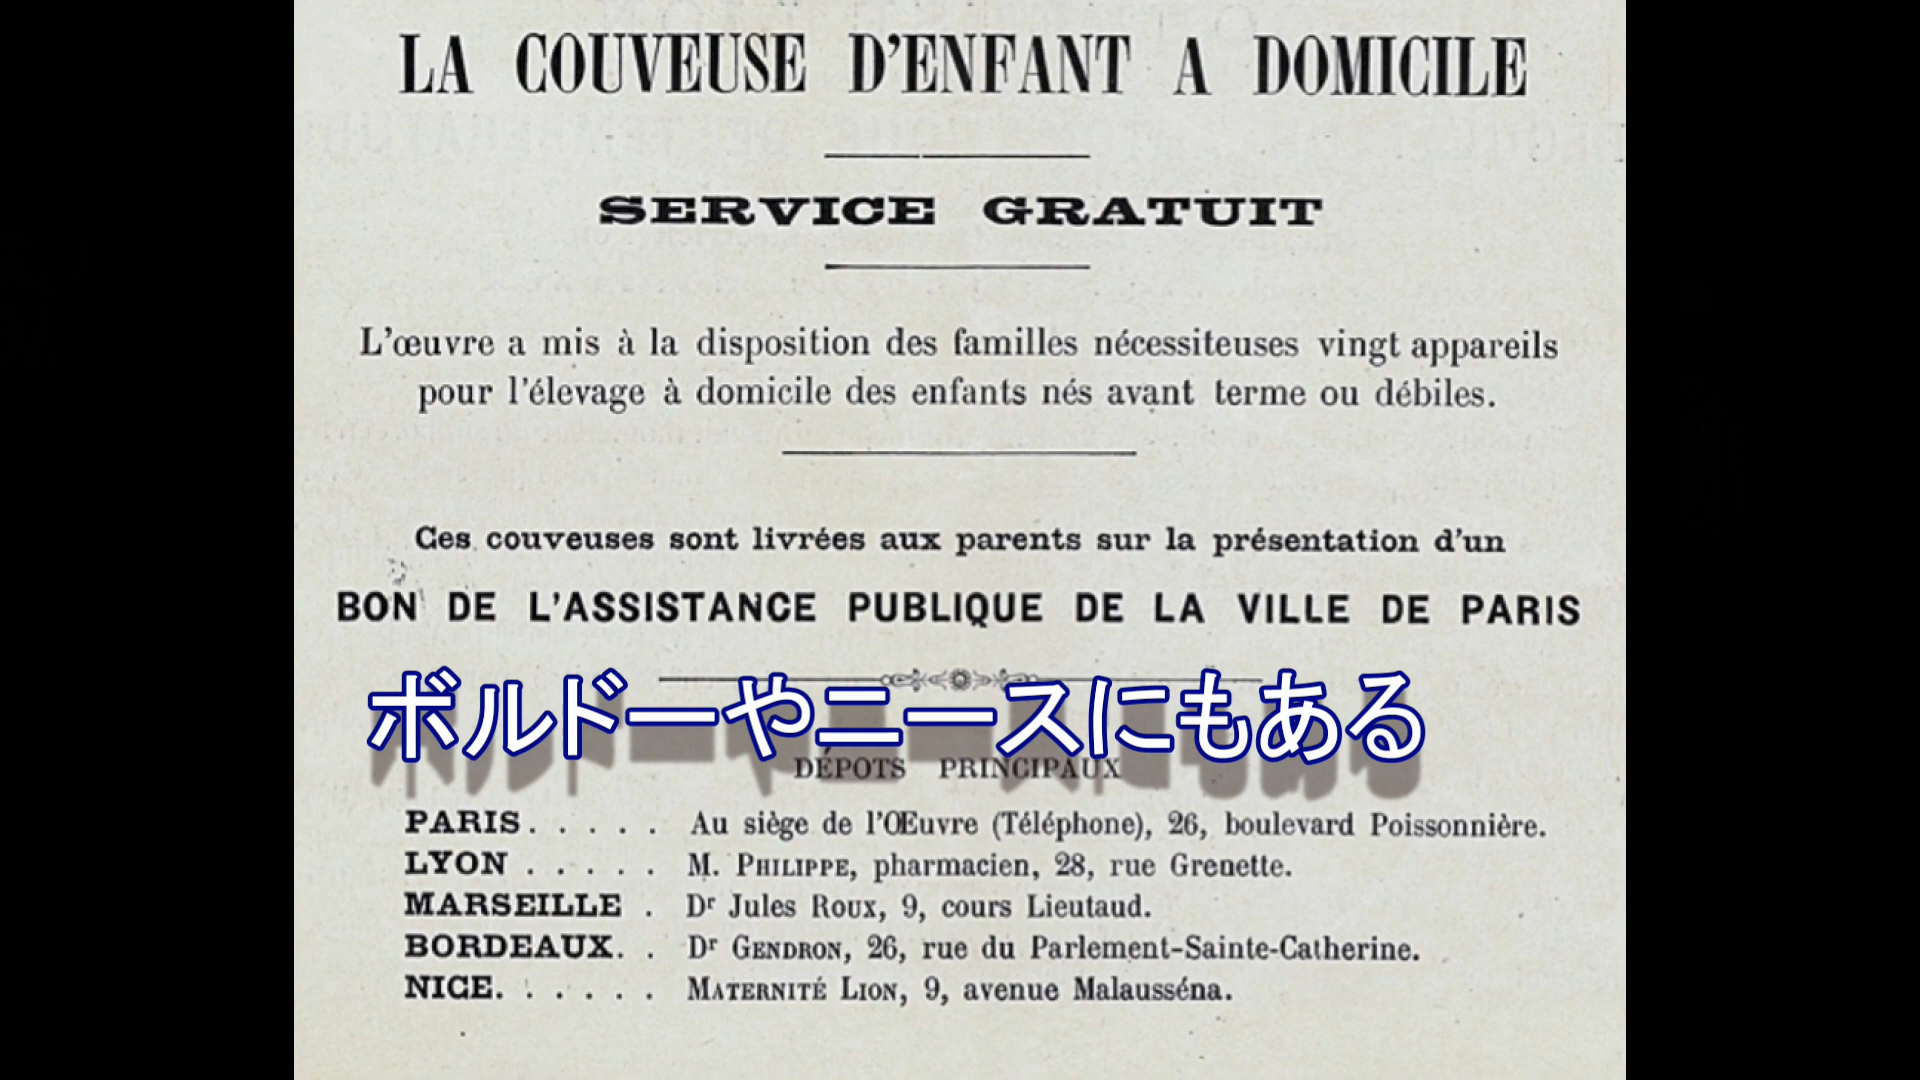 LA COUVEUSE D'ENFANT A DOMICILE
SERVICE GRATUIT
L'œuvre a mis à la disposition des familles nécessiteuses vingt appareils
pour l'élevage à domicile des enfants nés avant terme ou débiles.
Ces couveuses sont livrées aux parents sur la présentation d'un
BON DE L'ASSISTANCE PUBLIQUE DE LA VILLE DE PARIS
ボルドーやニースにもある
DÉPOTS PRINCIPAUX
PARIS. . . . . Au siège de l'Œuvre (Téléphone), 26, boulevard Poissonnière.
LYON . . . . . M. PHILIPPE, pharmacien, 28, rue Grenette.
MARSEILLE . Dr Jules ROUX, 9, cours Lieutaud.
BORDEAUX. . Dr GENDRON, 26, rue du Parlement-Sainte-Catherine.
NICE. . . . . . MATERNITÉ LION, 9, avenue Malausséna.